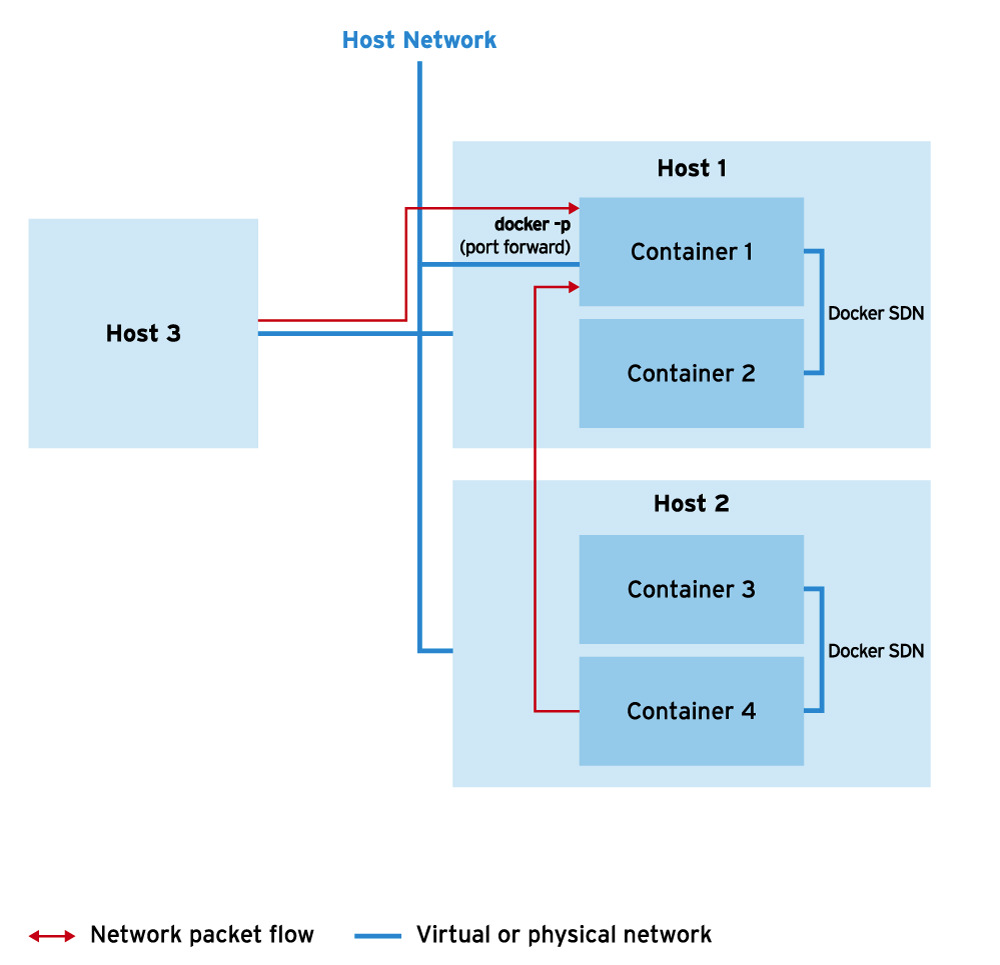 Host Network
Host 1
docker -p
(port forward)
Container 1
Docker SDN
Host 3
Container 2
Host 2
Container 3
Docker SDN
Container 4
Network packet flow
Virtual or physical network